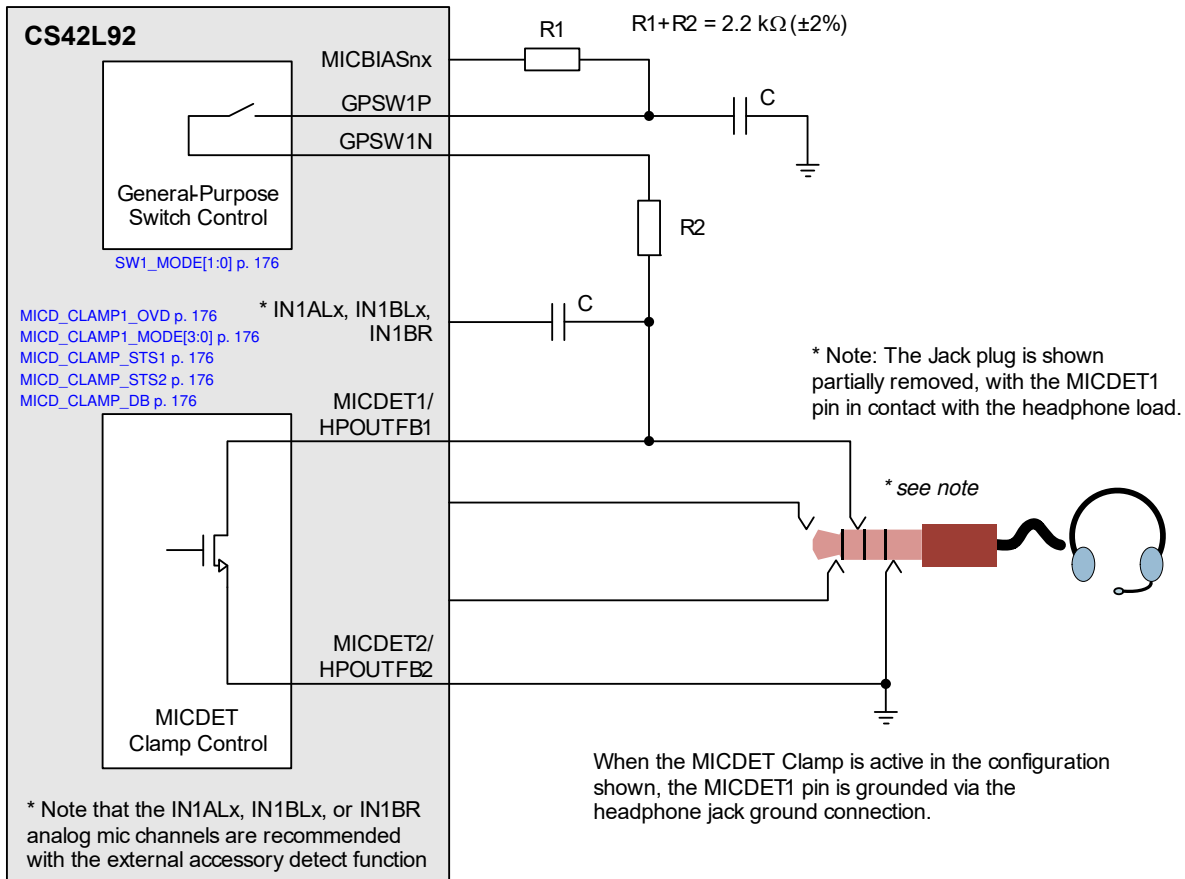 CS42L92
R1
R1+R2 = 2.2 kΩ (±2%)
MICBIASnx
GPSW1P
C
GPSW1N
General-Purpose
Switch Control
R2
SW1_MODE[1:0] p. 176
MICD_CLAMP1_OVD p. 176
MICD_CLAMP1_MODE[3:0] p. 176
MICD_CLAMP_STS1 p. 176
MICD_CLAMP_STS2 p. 176
MICD_CLAMP_DB p. 176
* IN1ALx, IN1BLx,
IN1BR
C
* Note: The Jack plug is shown
partially removed, with the MICDET1
pin in contact with the headphone load.
MICDET1/
HPOUTFB1
* see note
MICDET2/
HPOUTFB2
MICDET
Clamp Control
When the MICDET Clamp is active in the configuration
shown, the MICDET1 pin is grounded via the
headphone jack ground connection.
* Note that the IN1ALx, IN1BLx, or IN1BR
analog mic channels are recommended
with the external accessory detect function